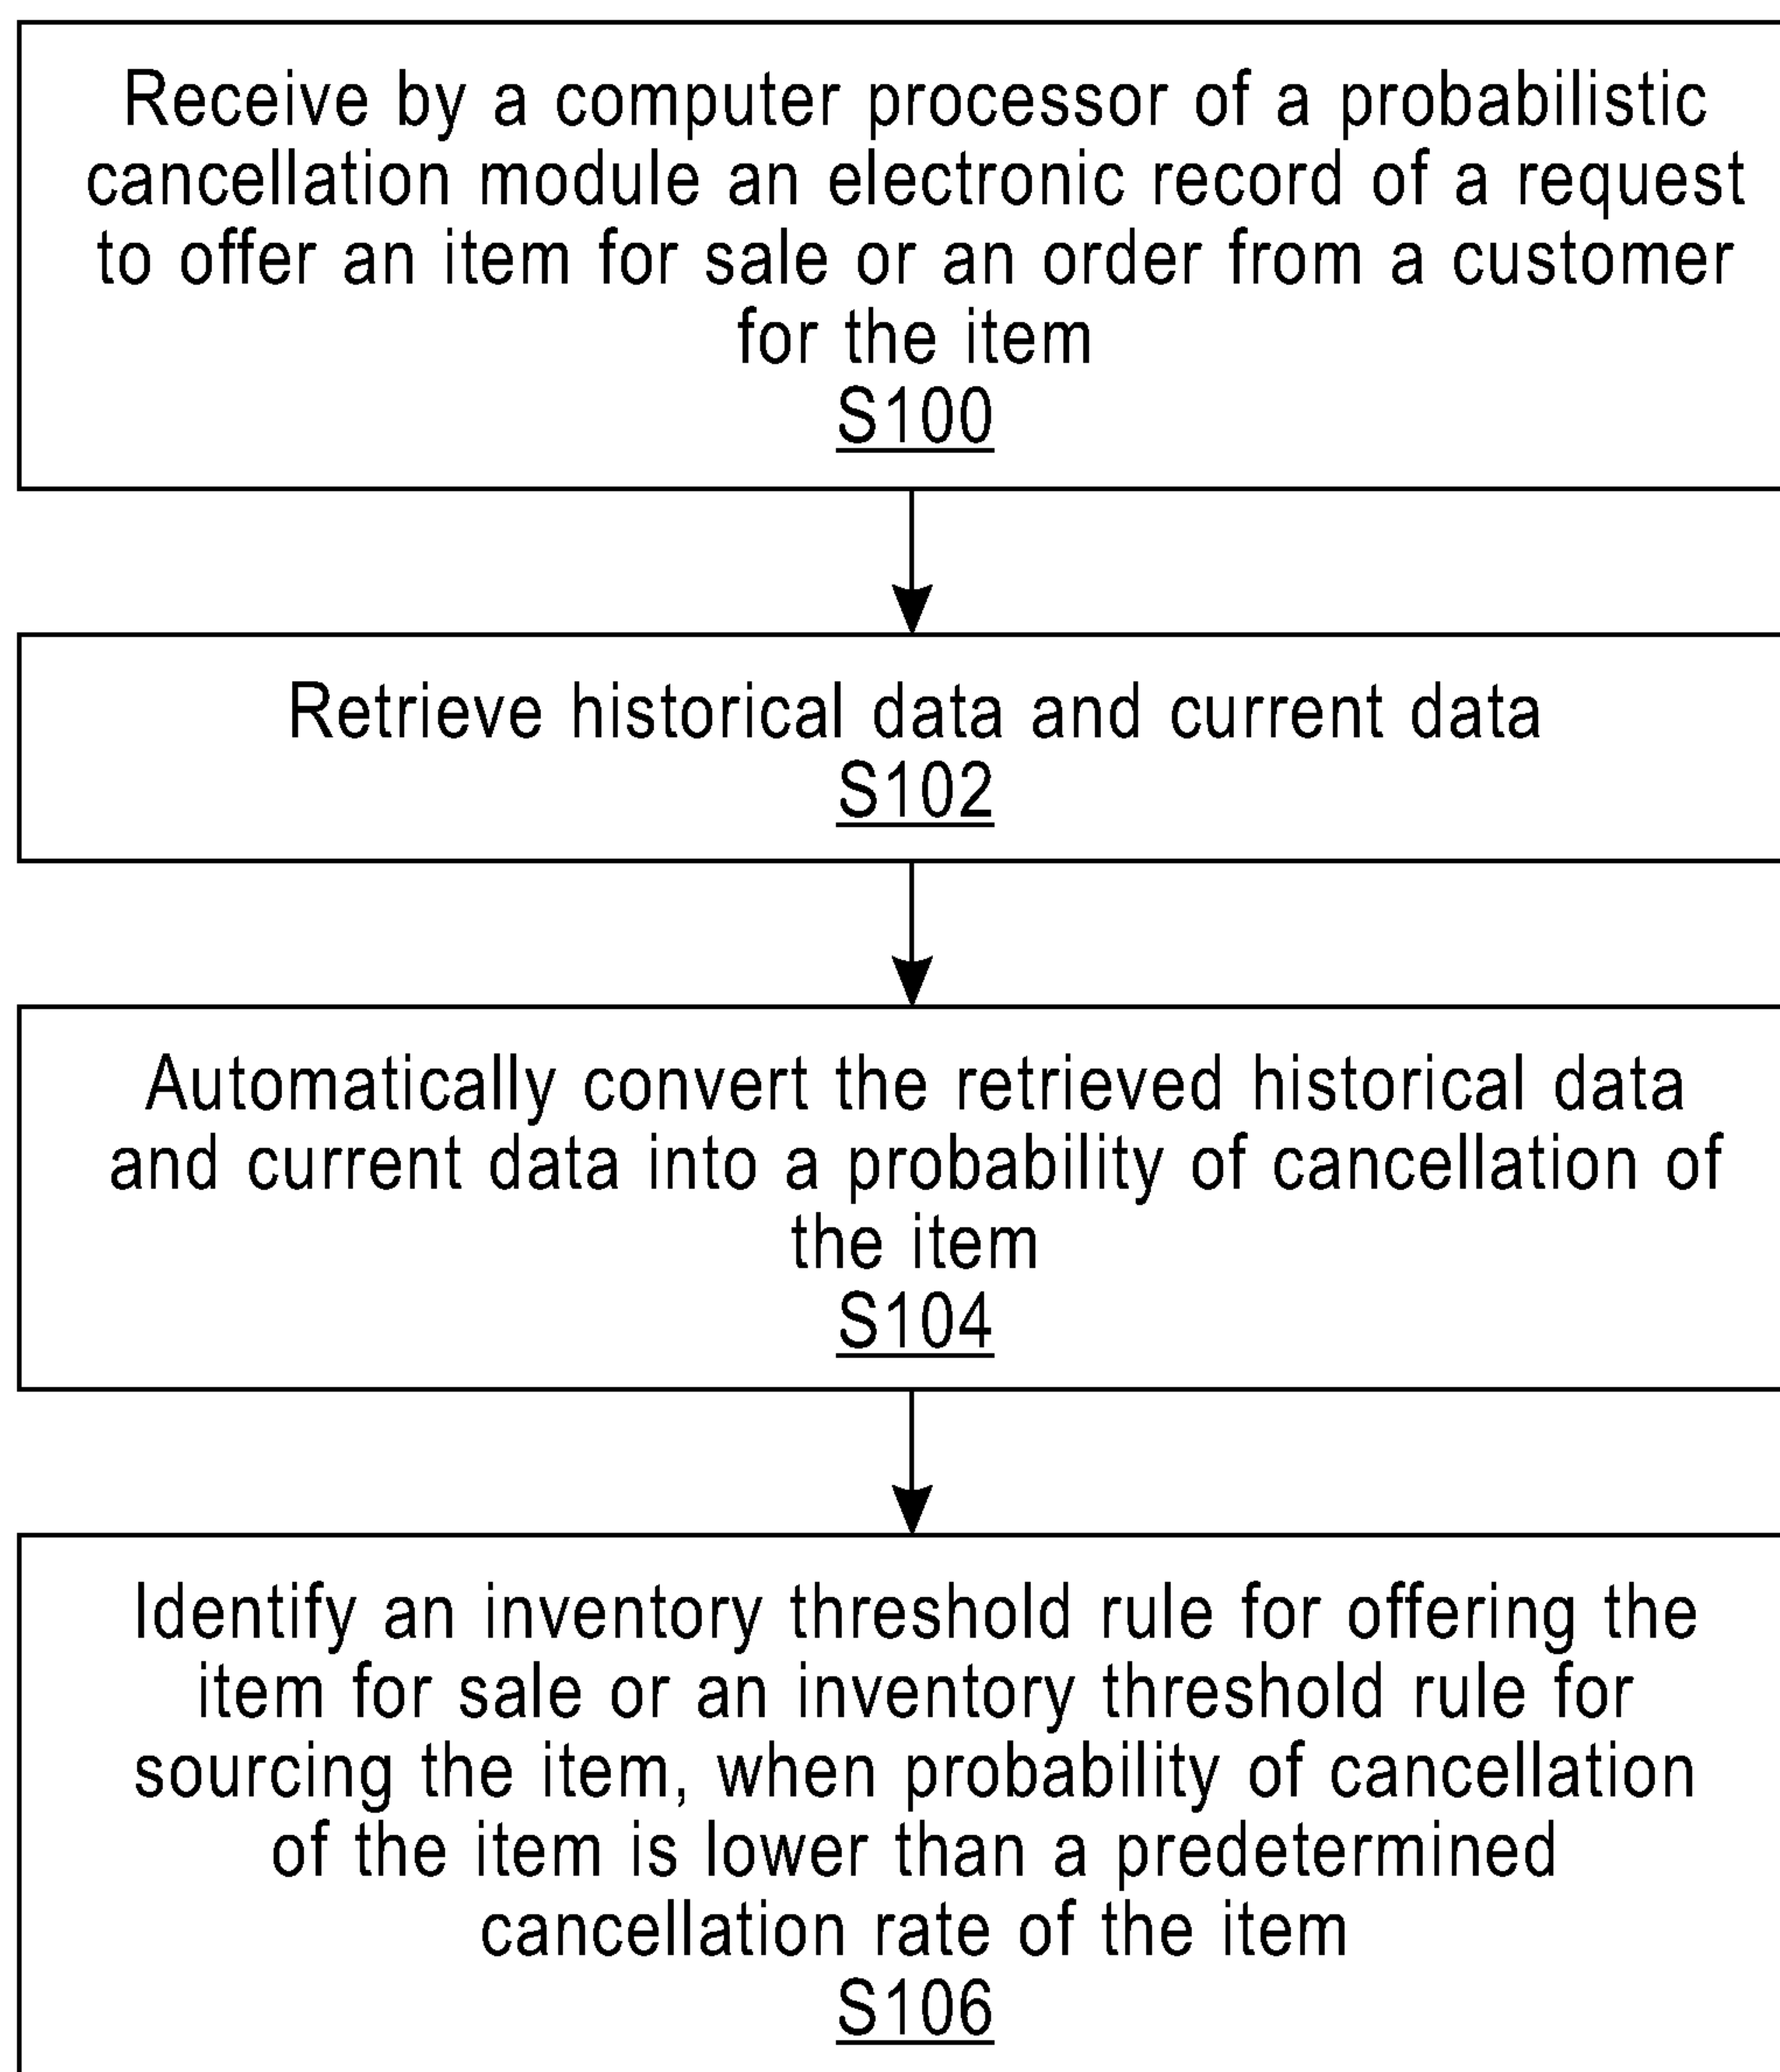 Receive by a computer processor of a probabilistic
cancellation module an electronic record of a request
to offer an item for sale or an order from a customer
for the item
S100
Retrieve historical data and current data
S102
Automatically convert the retrieved historical data
and current data into a probability of cancellation of
the item
S104
Identify an inventory threshold rule for offering the
item for sale or an inventory threshold rule for
sourcing the item, when probability of cancellation
of the item is lower than a predetermined
cancellation rate of the item
S106